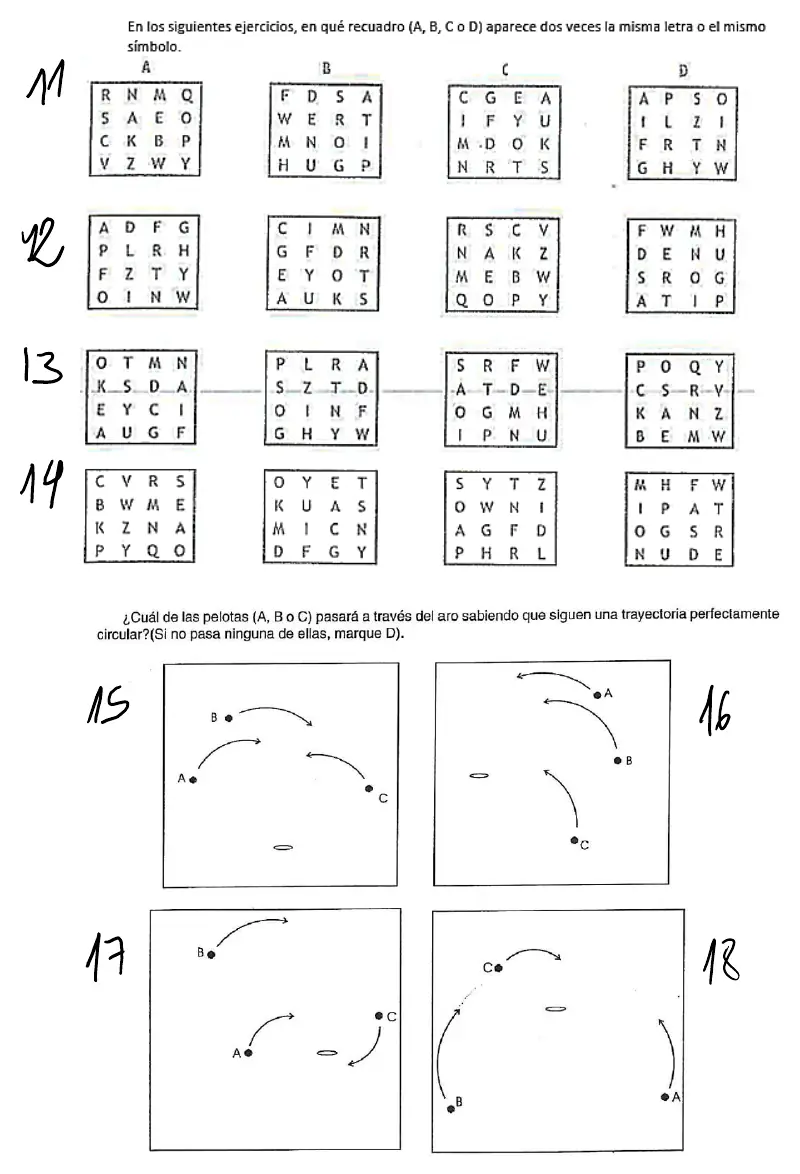 En los siguientes ejercicios, en qué recuadro (A, B, C o D) aparece dos veces la misma letra o el mismo
símbolo.
A B C D
11
R N M Q F D S A C G E A A P S O
S A E O W E R T I F Y U I L Z I
C K B P M N O I M D O K F R T N
V Z W Y H U G P N R T S G H Y W
12
A D F G C I M N R S C V F W M H
P L R H G F D R N A K Z D E N U
F Z T Y E Y O T M E B W S R O G
O I N W A U K S Q O P Y A T I P
13
O T M N P L R A S R F W P O Q Y
K S D A S Z T D A T D E C S R V
E Y C I O I N F O G M H K A N Z
A U G F G H Y W I P N U B E M W
14
C V R S O Y E T S Y T Z M H F W
B W M E K U A S O W N I I P A T
K Z N A M I C N A G F D O G S R
P Y Q O D F G Y P H R L N U D E
¿Cuál de las pelotas (A, B o C) pasará a través del aro sabiendo que siguen una trayectoria perfectamente
circular?(Si no pasa ninguna de ellas, marque D).
15
B
A
C
16
A
B
C
17
B
C
A
18
C
B
A